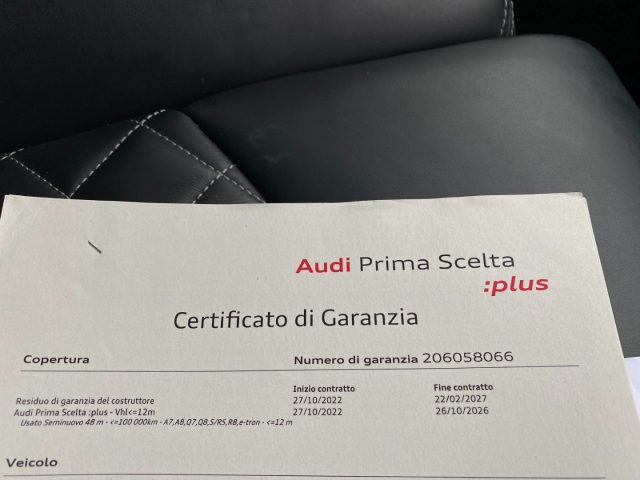 Audi Prima Scelta
:plus
Certificato di Garanzia
Copertura Numero di garanzia 206058066
Inizio contratto Fine contratto
Residuo di garanzia del costruttore 27/10/2022 22/02/2027
Audi Prima Scelta :plus - Vhl<=12m 27/10/2022 26/10/2026
Usato Seminuovo 48 m - <=100 000km - A7,A8,Q7,Q8,S/RS,R8,e-tron - <=12 m
Veicolo